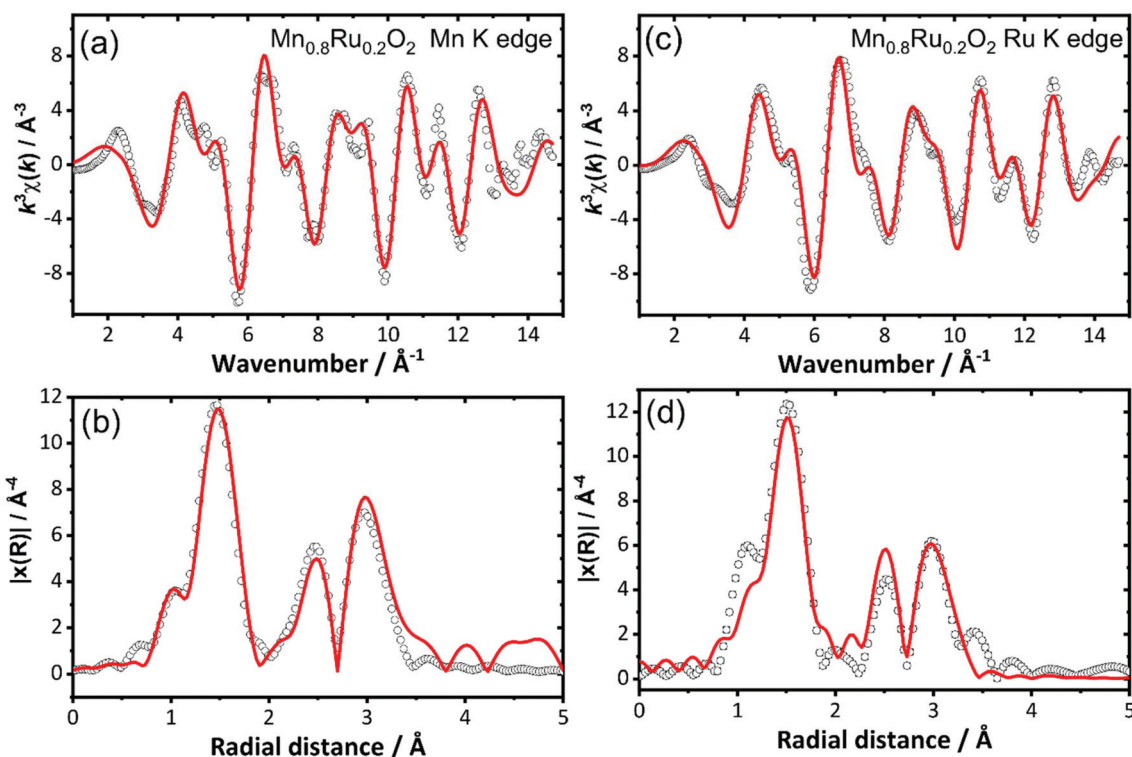 (a) Mn0.8Ru0.2O2 Mn K edge
k³χ(k) / Å⁻³
8
4
0
-4
-8
2 4 6 8 10 12 14
Wavenumber / Å⁻¹
(c) Mn0.8Ru0.2O2 Ru K edge
k³χ(k) / Å⁻³
8
4
0
-4
-8
2 4 6 8 10 12 14
Wavenumber / Å⁻¹
(b)
|x(R)| / Å⁻⁴
12
10
8
6
4
2
0
0 1 2 3 4 5
Radial distance / Å
(d)
|x(R)| / Å⁻⁴
12
10
8
6
4
2
0
0 1 2 3 4 5
Radial distance / Å